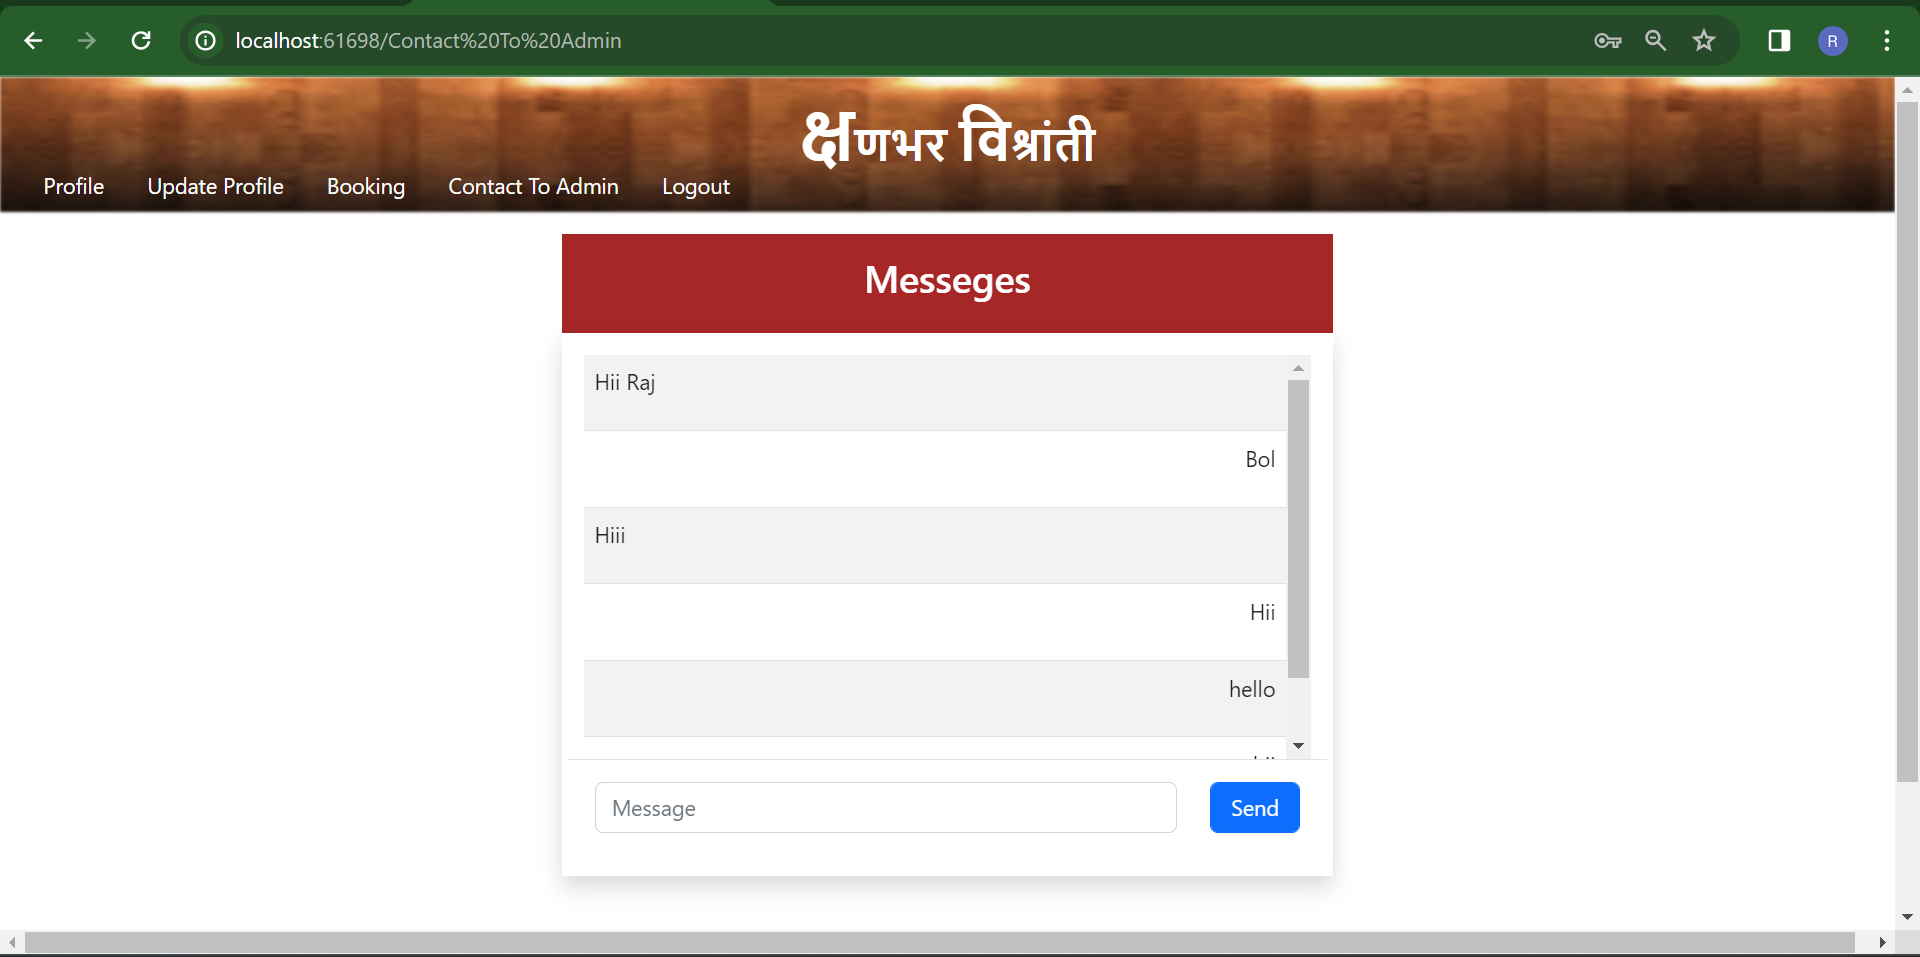 localhost:61698/Contact%20To%20Admin
R
क्षणभर विश्रांती
Profile Update Profile Booking Contact To Admin Logout
Messeges
Hii Raj
Bol
Hiii
Hii
hello
Message Send